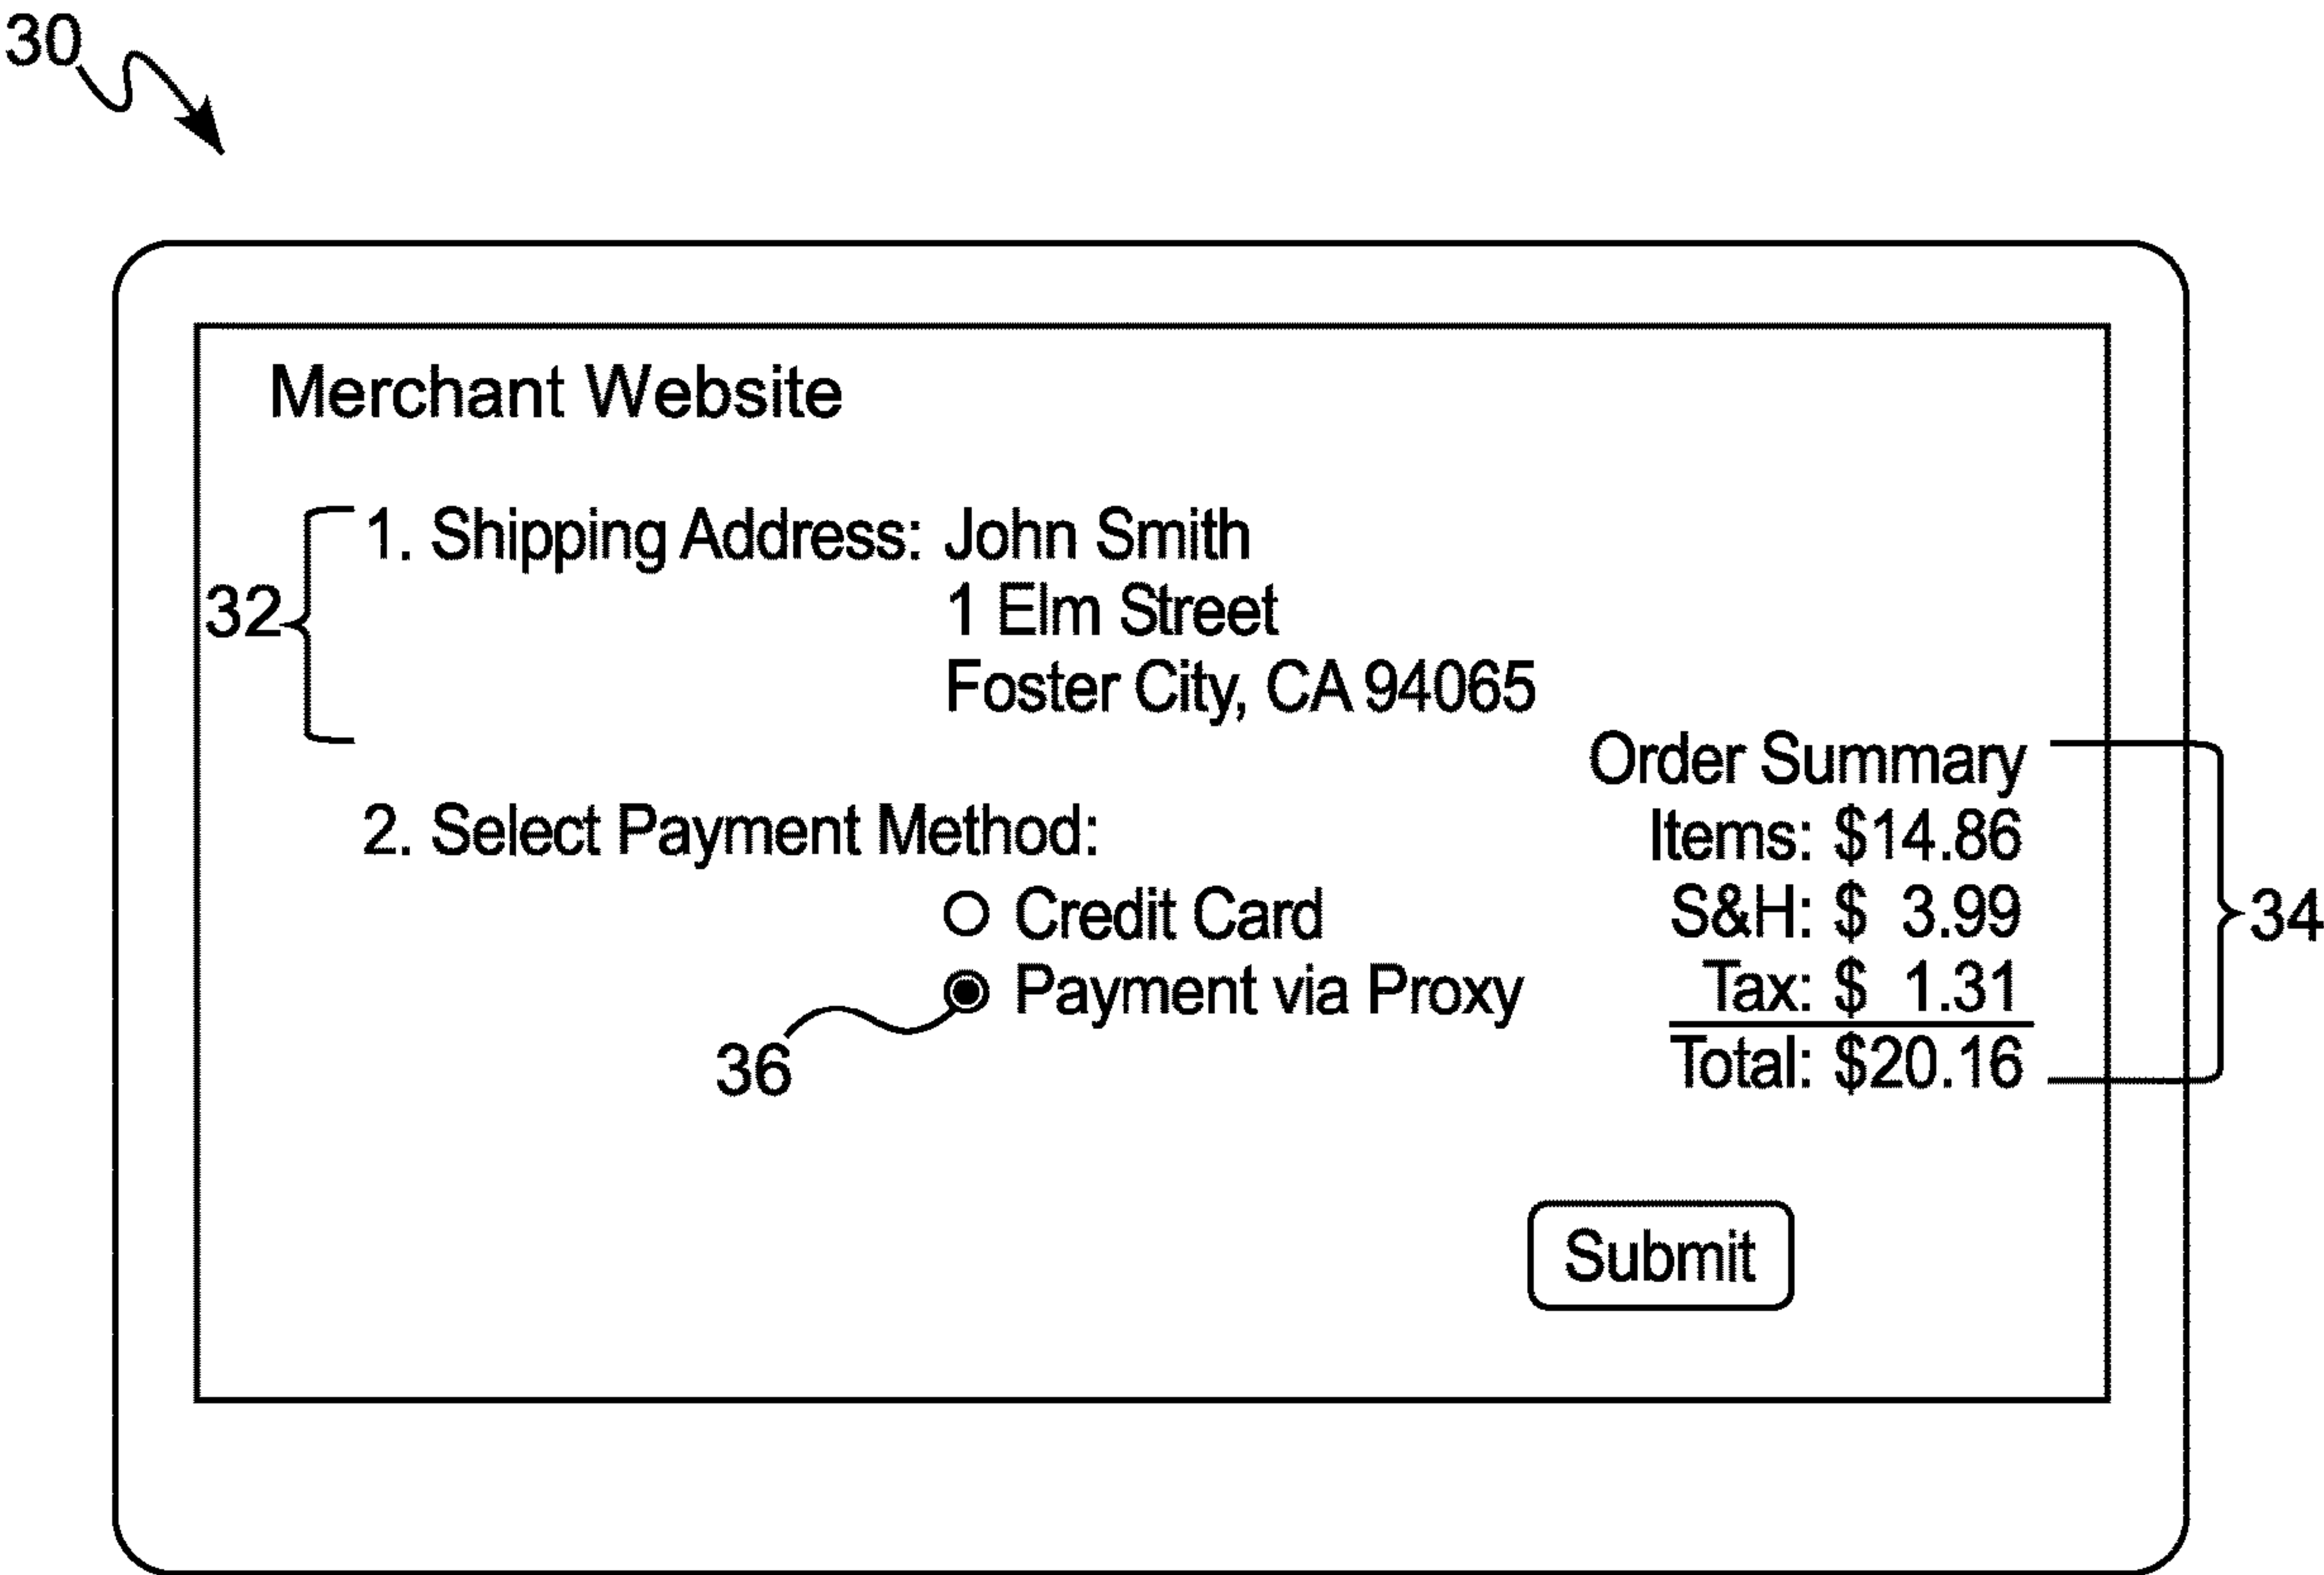 30
Merchant Website
1. Shipping Address: John Smith
1 Elm Street
32
Foster City, CA 94065
2. Select Payment Method:
Credit Card
Payment via Proxy
36
Order Summary
Items: $14.86
S&H: $ 3.99
Tax: $ 1.31
Total: $20.16
34
Submit